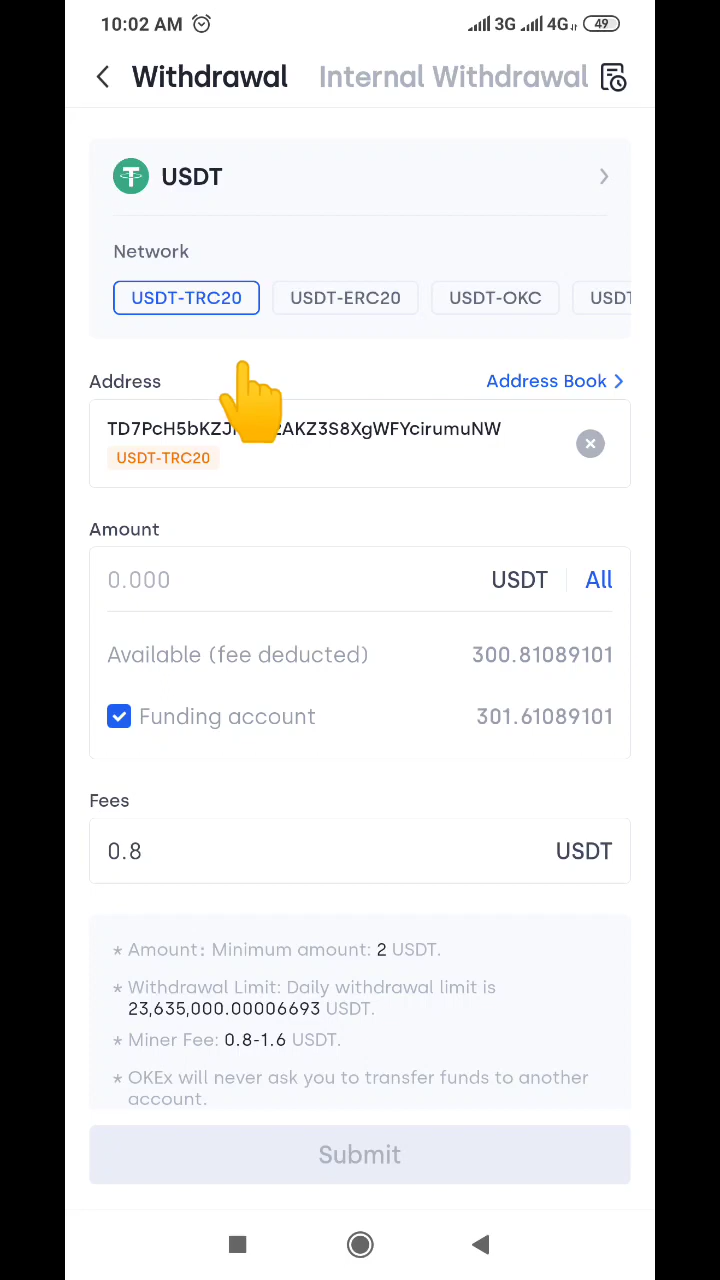 10:02 AM 3G 4G 49
Withdrawal Internal Withdrawal
USDT
Network
USDT-TRC20 USDT-ERC20 USDT-OKC USDT
Address Address Book
USDT-TRC20
Amount
0.000 USDT All
Available (fee deducted) 300.81089101
Funding account 301.61089101
Fees
0.8 USDT
* Amount: Minimum amount: 2 USDT.
* Withdrawal Limit: Daily withdrawal limit is
23,635,000.00006693 USDT.
* Miner Fee: 0.8-1.6 USDT.
* OKEx will never ask you to transfer funds to another
account.
Submit